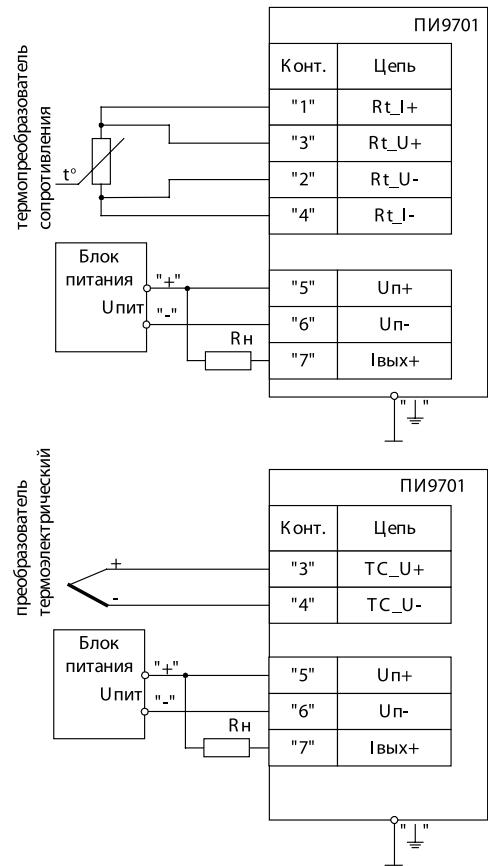 ПИ9701
термопреобразователь
сопротивления
Конт. Цепь
"1" Rt_I+
"3" Rt_U+
"2" Rt_U-
"4" Rt_I-
t°
Блок
питания
Uпит
"+"
"-"
Rн
"5" Uп+
"6" Uп-
"7" Iвых+
" "
ПИ9701
преобразователь
термоэлектрический
Конт. Цепь
+
-
"3" TC_U+
"4" TC_U-
Блок
питания
Uпит
"+"
"-"
Rн
"5" Uп+
"6" Uп-
"7" Iвых+
" "